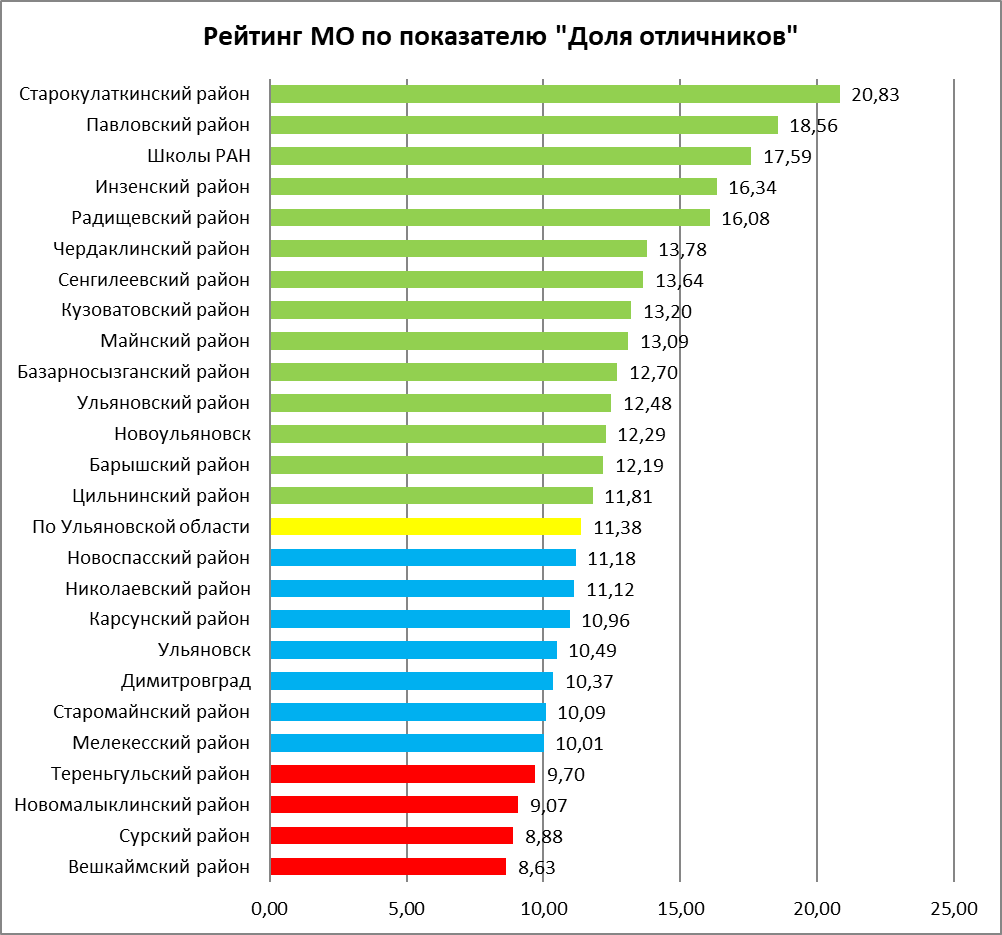 Рейтинг МО по показателю "Доля отличников"
Старокулаткинский район 20,83
Павловский район 18,56
Школы РАН 17,59
Инзенский район 16,34
Радищевский район 16,08
Чердаклинский район 13,78
Сенгилеевский район 13,64
Кузоватовский район 13,20
Майнский район 13,09
Базарносызганский район 12,70
Ульяновский район 12,48
Новоульяновск 12,29
Барышский район 12,19
Цильнинский район 11,81
По Ульяновской области 11,38
Новоспасский район 11,18
Николаевский район 11,12
Карсунский район 10,96
Ульяновск 10,49
Димитровград 10,37
Старомайнский район 10,09
Мелекесский район 10,01
Тереньгульский район 9,70
Новомалыклинский район 9,07
Сурский район 8,88
Вешкаймский район 8,63
0,00 5,00 10,00 15,00 20,00 25,00